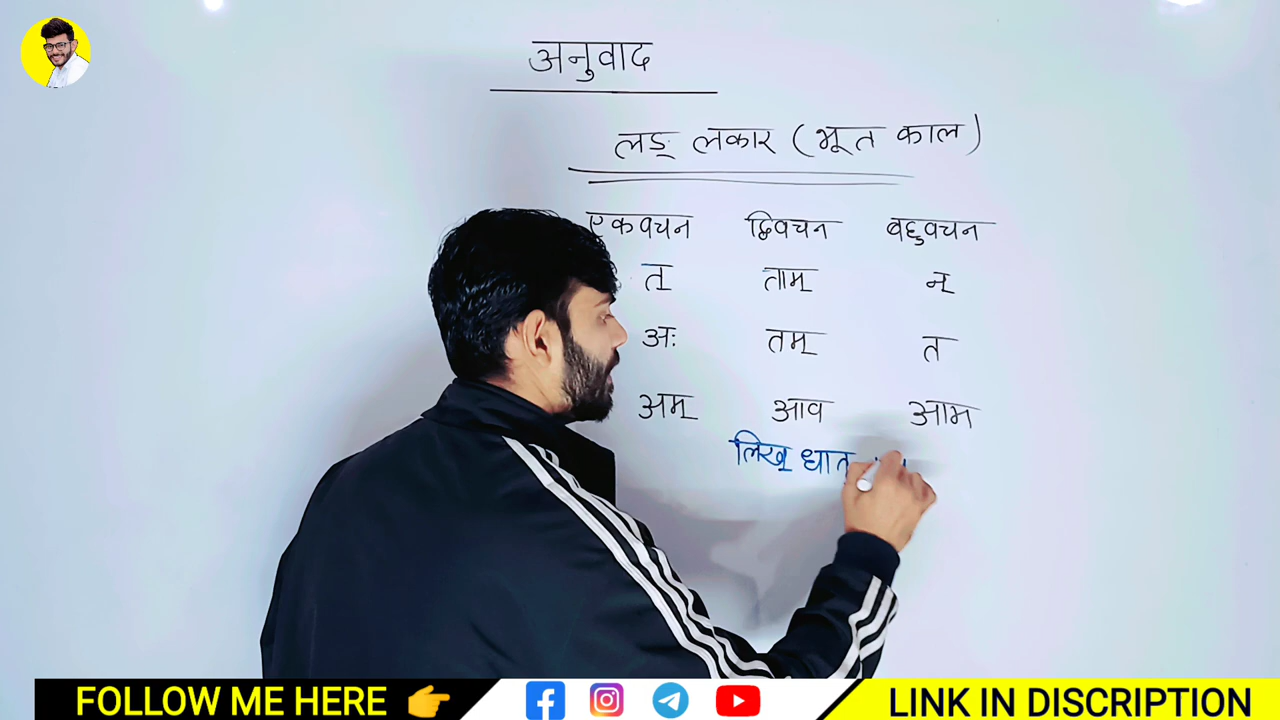 अनुवाद
लङ् लकार (भूत काल)
एकवचन द्विवचन बहुवचन
त् ताम् न्
अः तम् त
अम् आव आम
लिख् धातु
FOLLOW ME HERE 👉 LINK IN DISCRIPTION